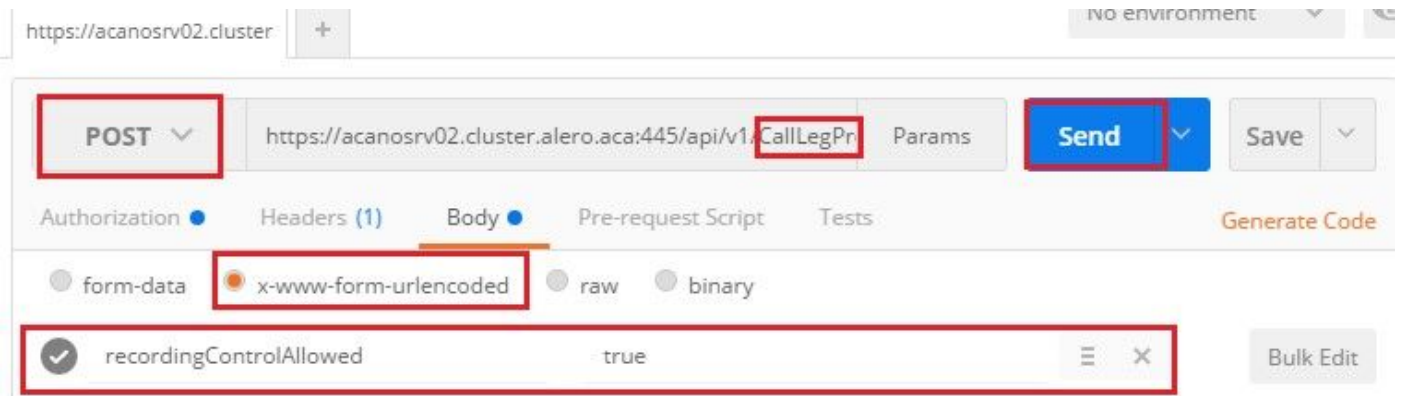 No environment
https://acanosrv02.cluster +
POST https://acanosrv02.cluster.alero.aca:445/api/v1/CallLegPr Params Send Save
Authorization Headers (1) Body Pre-request Script Tests Generate Code
form-data x-www-form-urlencoded raw binary
recordingControlAllowed true Bulk Edit